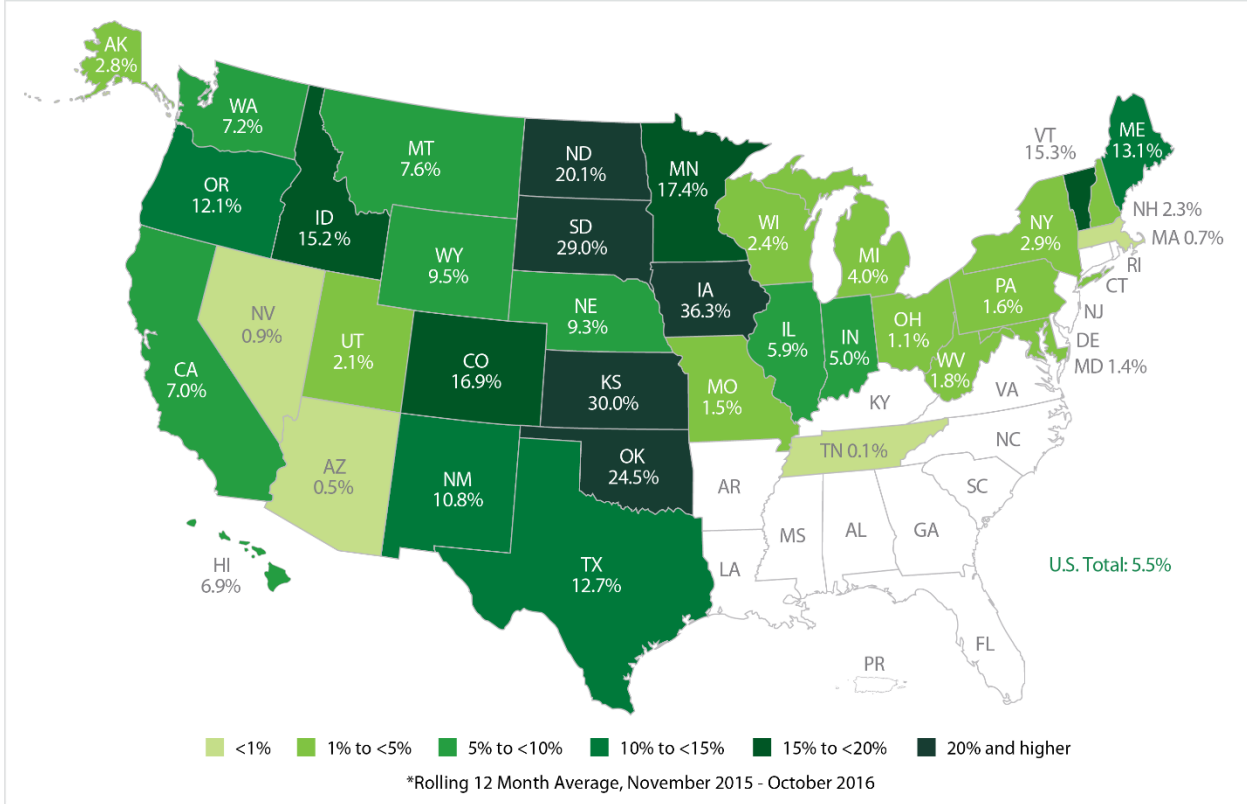 AK
2.8%
WA
7.2%
MT
7.6%
ND
20.1%
MN
17.4%
VT
15.3%
ME
13.1%
OR
12.1%
ID
15.2%
SD
29.0%
WI
2.4%
MI
4.0%
NY
2.9%
NH 2.3%
MA 0.7%
RI
CT
WY
9.5%
IA
36.3%
PA
1.6%
NJ
NV
0.9%
UT
2.1%
NE
9.3%
IL
5.9%
IN
5.0%
OH
1.1%
DE
MD 1.4%
CA
7.0%
CO
16.9%
KS
30.0%
MO
1.5%
WV
1.8%
KY
VA
AZ
0.5%
NM
10.8%
OK
24.5%
AR
TN 0.1%
NC
SC
HI
6.9%
TX
12.7%
LA
MS
AL
GA
U.S. Total: 5.5%
FL
PR
<1%
1% to <5%
5% to <10%
10% to <15%
15% to <20%
20% and higher
*Rolling 12 Month Average, November 2015 - October 2016